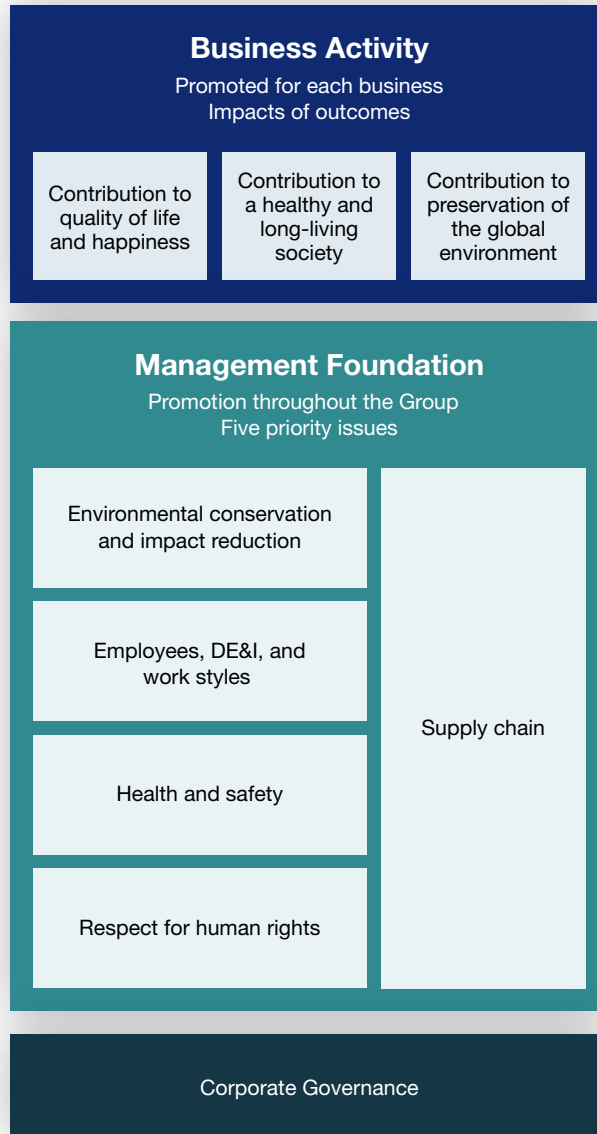 Business Activity
Promoted for each business
Impacts of outcomes
Contribution to
quality of life
and happiness
Contribution to
a healthy and
long-living
society
Contribution to
preservation of
the global
environment
Management Foundation
Promotion throughout the Group
Five priority issues
Environmental conservation
and impact reduction
Employees, DE&I, and
work styles
Health and safety
Respect for human rights
Supply chain
Corporate Governance